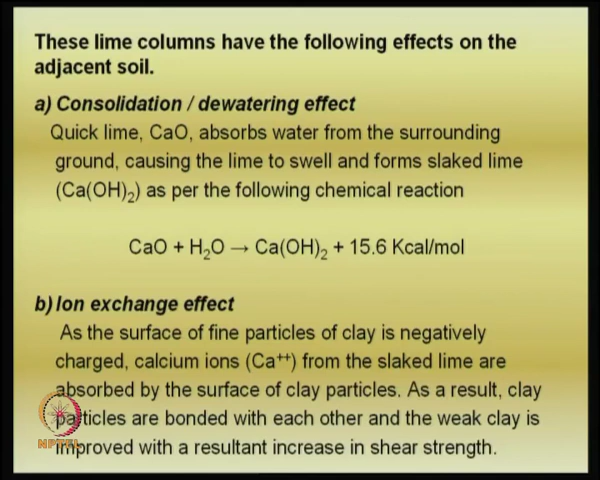 These lime columns have the following effects on the
adjacent soil.
a) Consolidation / dewatering effect
Quick lime, CaO, absorbs water from the surrounding
ground, causing the lime to swell and forms slaked lime
(Ca(OH)₂) as per the following chemical reaction
CaO + H₂O → Ca(OH)₂ + 15.6 Kcal/mol
b) Ion exchange effect
As the surface of fine particles of clay is negatively
charged, calcium ions (Ca⁺⁺) from the slaked lime are
absorbed by the surface of clay particles. As a result, clay
particles are bonded with each other and the weak clay is
improved with a resultant increase in shear strength.
NPTEL